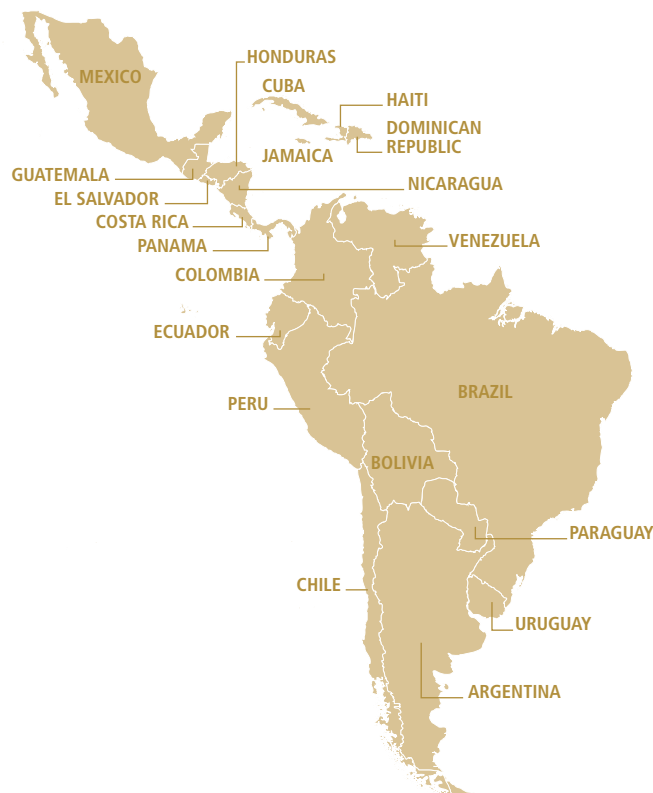 HONDURAS
MEXICO
CUBA
HAITI
DOMINICAN
REPUBLIC
JAMAICA
GUATEMALA
NICARAGUA
EL SALVADOR
COSTA RICA
PANAMA
VENEZUELA
COLOMBIA
ECUADOR
BRAZIL
PERU
BOLIVIA
PARAGUAY
CHILE
URUGUAY
ARGENTINA